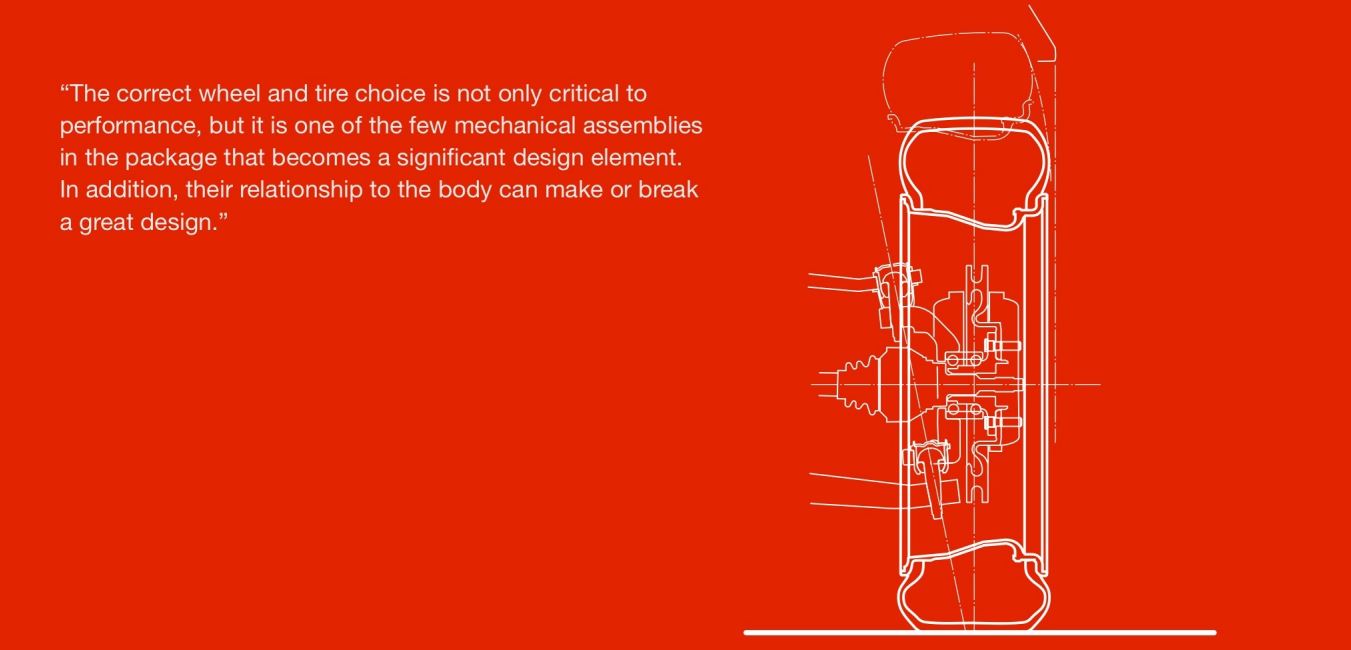 “The correct wheel and tire choice is not only critical to
performance, but it is one of the few mechanical assemblies
in the package that becomes a significant design element.
In addition, their relationship to the body can make or break
a great design.”